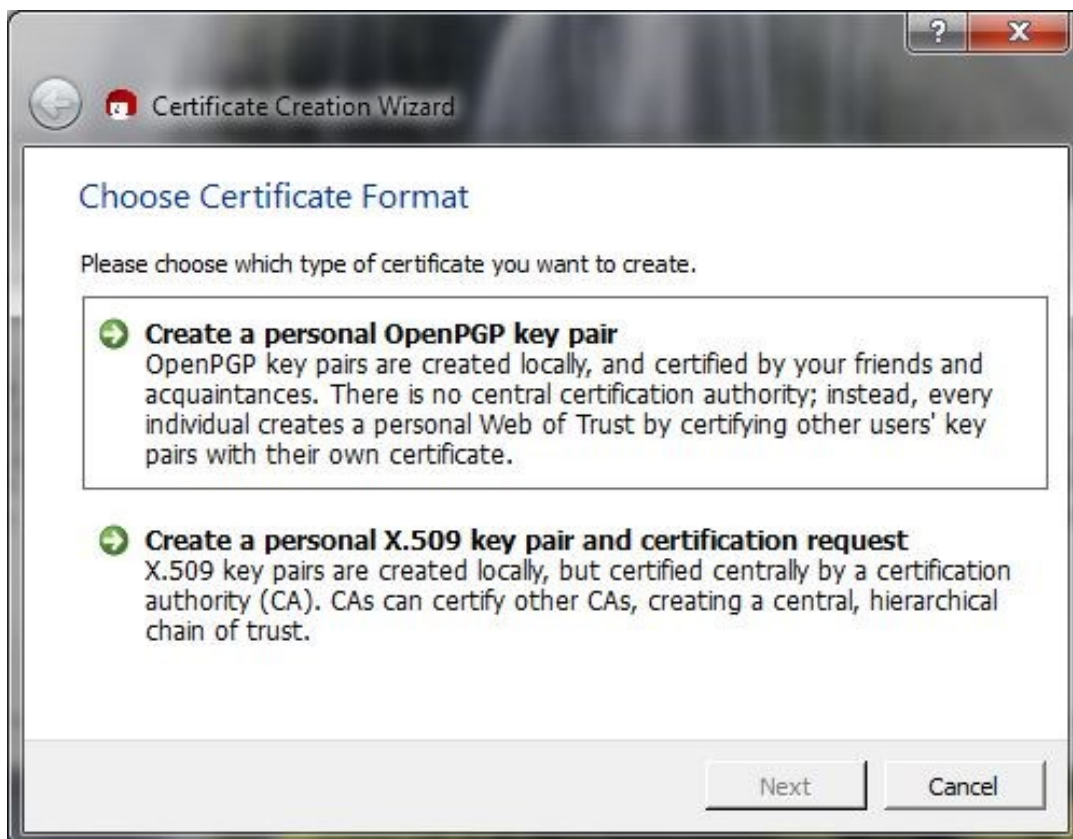 ?
X
Certificate Creation Wizard
Choose Certificate Format
Please choose which type of certificate you want to create.
Create a personal OpenPGP key pair
OpenPGP key pairs are created locally, and certified by your friends and
acquaintances. There is no central certification authority; instead, every
individual creates a personal Web of Trust by certifying other users' key
pairs with their own certificate.
Create a personal X.509 key pair and certification request
X.509 key pairs are created locally, but certified centrally by a certification
authority (CA). CAs can certify other CAs, creating a central, hierarchical
chain of trust.
Next
Cancel